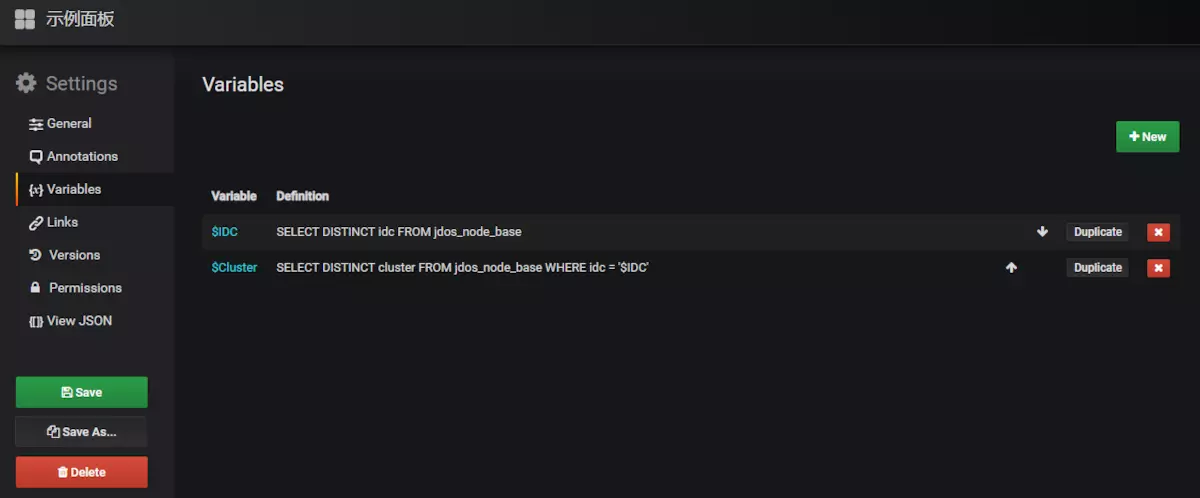 示例面板
Settings
General
Annotations
Variables
Links
Versions
Permissions
View JSON
Save
Save As...
Delete
Variables
New
Variable Definition
$IDC SELECT DISTINCT idc FROM jdos_node_base Duplicate
$Cluster SELECT DISTINCT cluster FROM jdos_node_base WHERE idc = '$IDC' Duplicate